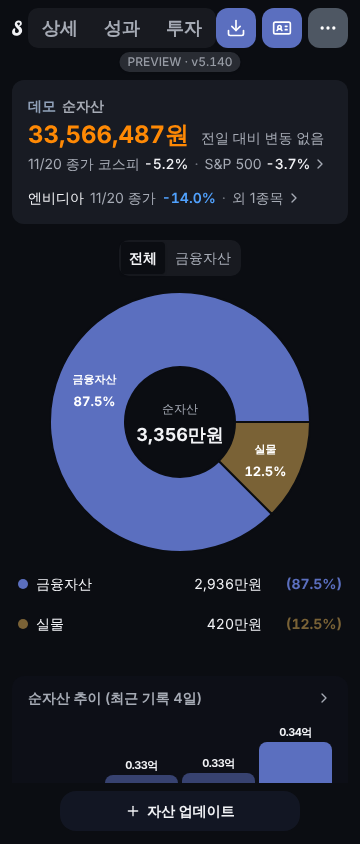 S 상세 성과 투자
PREVIEW · v5.140
데모 순자산
33,566,487원 전일 대비 변동 없음
11/20 종가 코스피 -5.2% · S&P 500 -3.7%
엔비디아 11/20 종가 -14.0% · 외 1종목
전체 금융자산
금융자산
87.5%
순자산
3,356만원
실물
12.5%
금융자산 2,936만원 (87.5%)
실물 420만원 (12.5%)
순자산 추이 (최근 기록 4일)
0.34억
0.33억 0.33억
+ 자산 업데이트